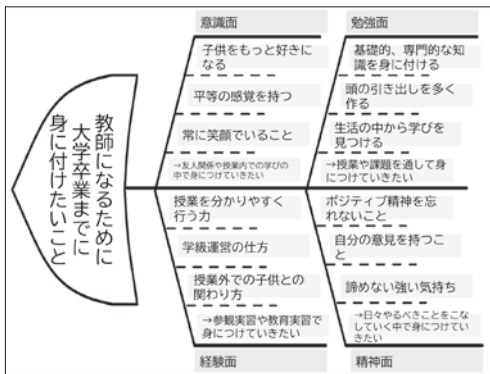 教師になるために
大学卒業までに
身に付けたいこと
意識面
子供をもっと好きに
なる
平等の感覚を持つ
常に笑顔でいること
→友人関係や授業内での学びの
中で身につけていきたい
勉強面
基礎的、専門的な知
識を身に付ける
頭の引き出しを多く
作る
生活の中から学びを
見つける
→授業や課題を通して身
につけていきたい
授業を分かりやすく
行う力
学級運営の仕方
授業外での子供との
関わり方
→参観実習や教育実習で
身につけていきたい
経験面
ポジティブ精神を忘
れないこと
自分の意見を持つこ
と
諦めない強い気持ち
→日々やるべきことをこな
していく中で身につけてい
きたい
精神面